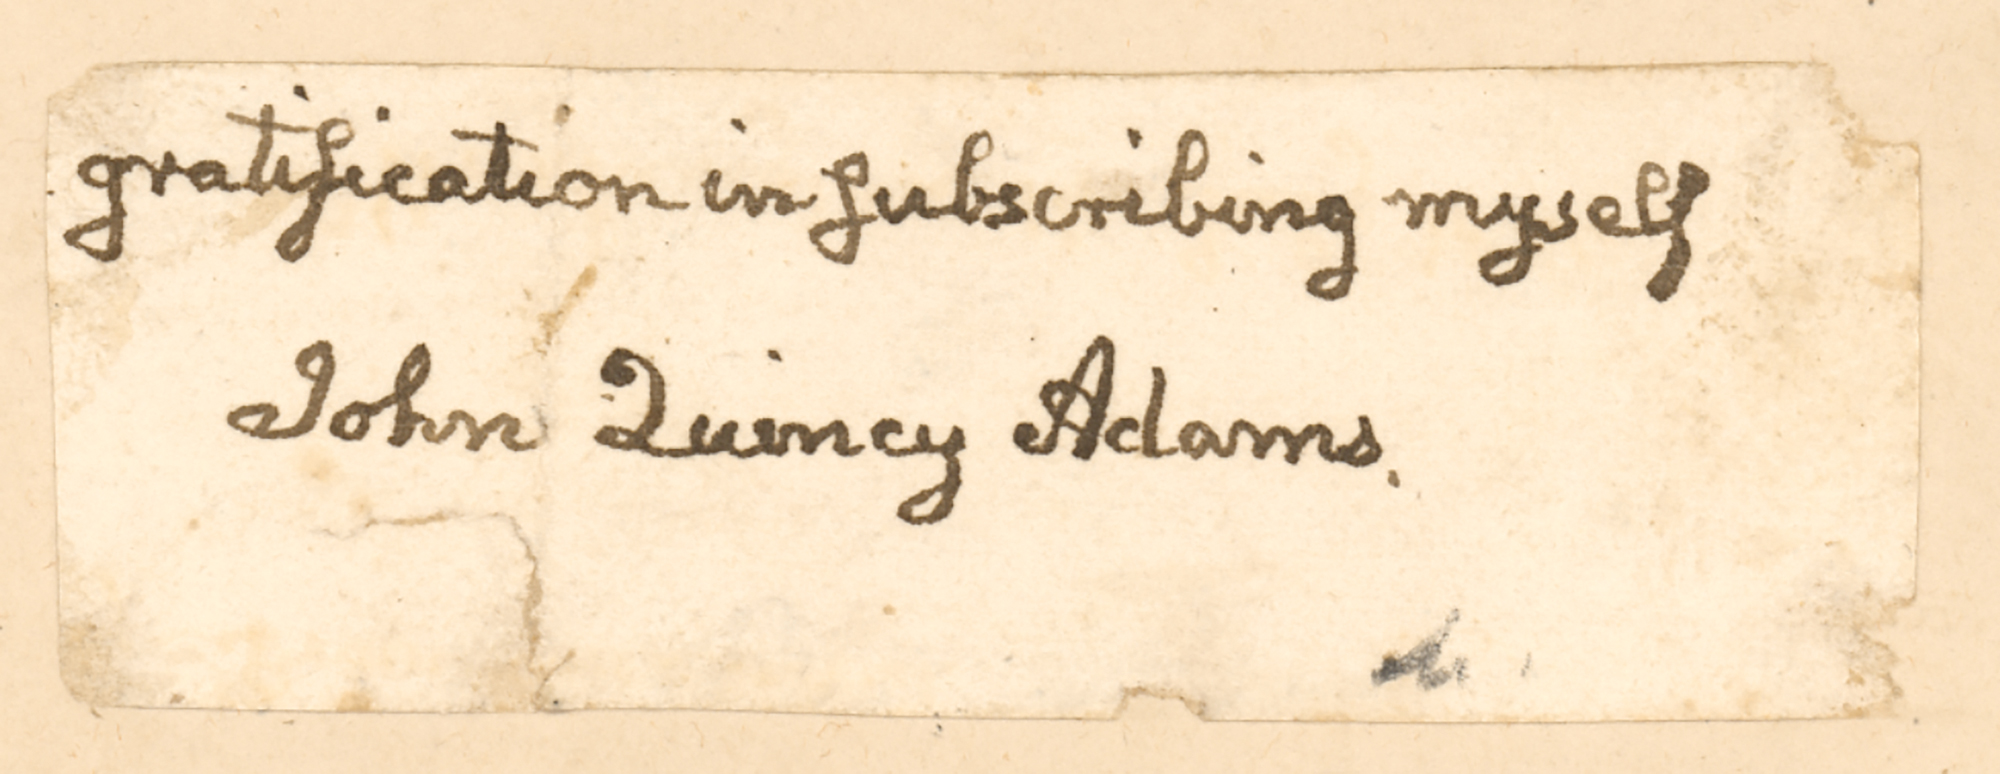 gratification in subscribing myself
John Quincy Adams.